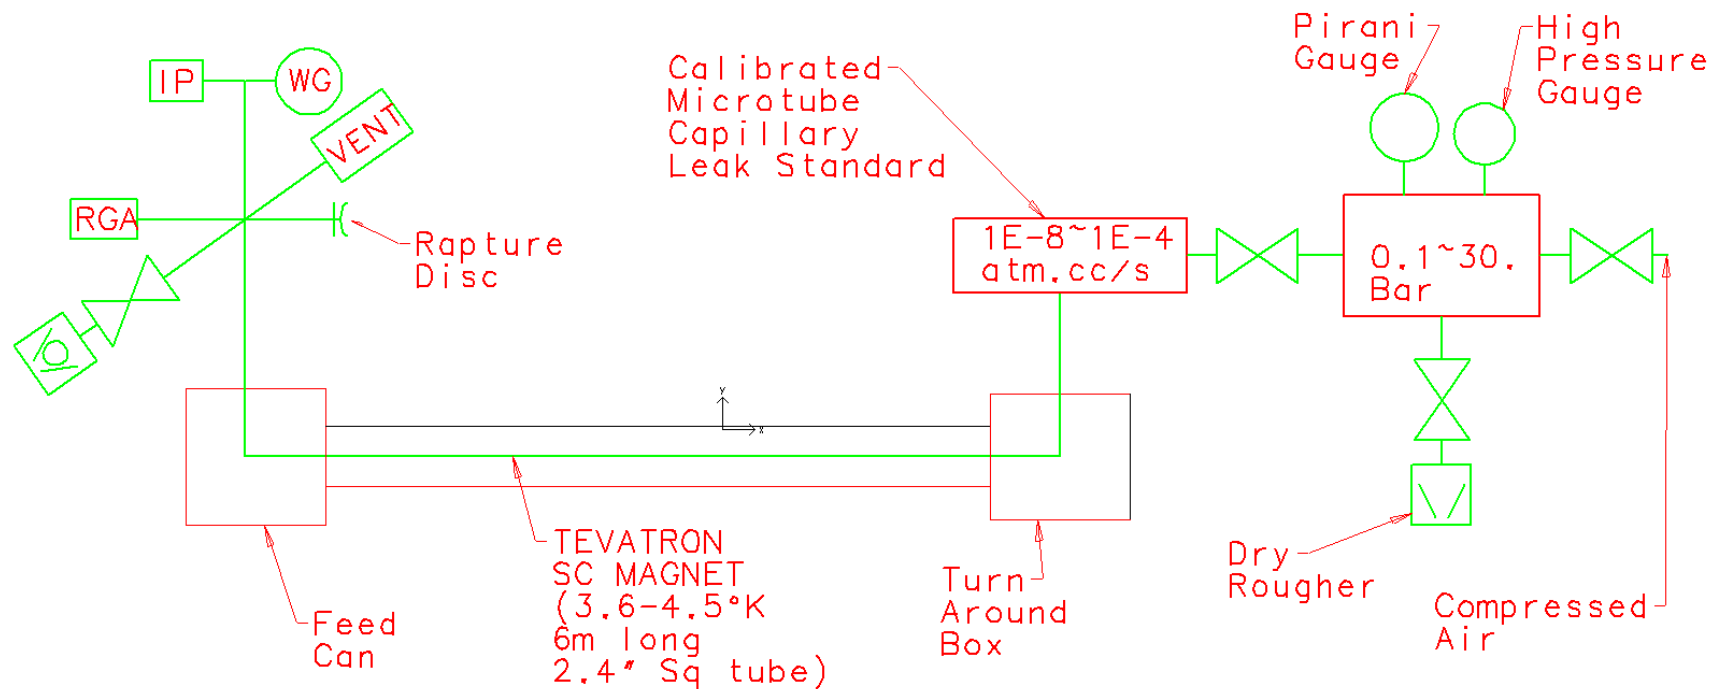 IP
WG
VENT
RGA
Rapture
Disc
Calibrated
Microtube
Capillary
Leak Standard
1E-8~1E-4
atm.cc/s
Pirani
Gauge
High
Pressure
Gauge
0.1~30.
Bar
Y
X
TEVATRON
SC MAGNET
(3.6-4.5°K
6m long
2.4" Sq tube)
Feed
Can
Turn
Around
Box
Dry
Rougher
Compressed
Air